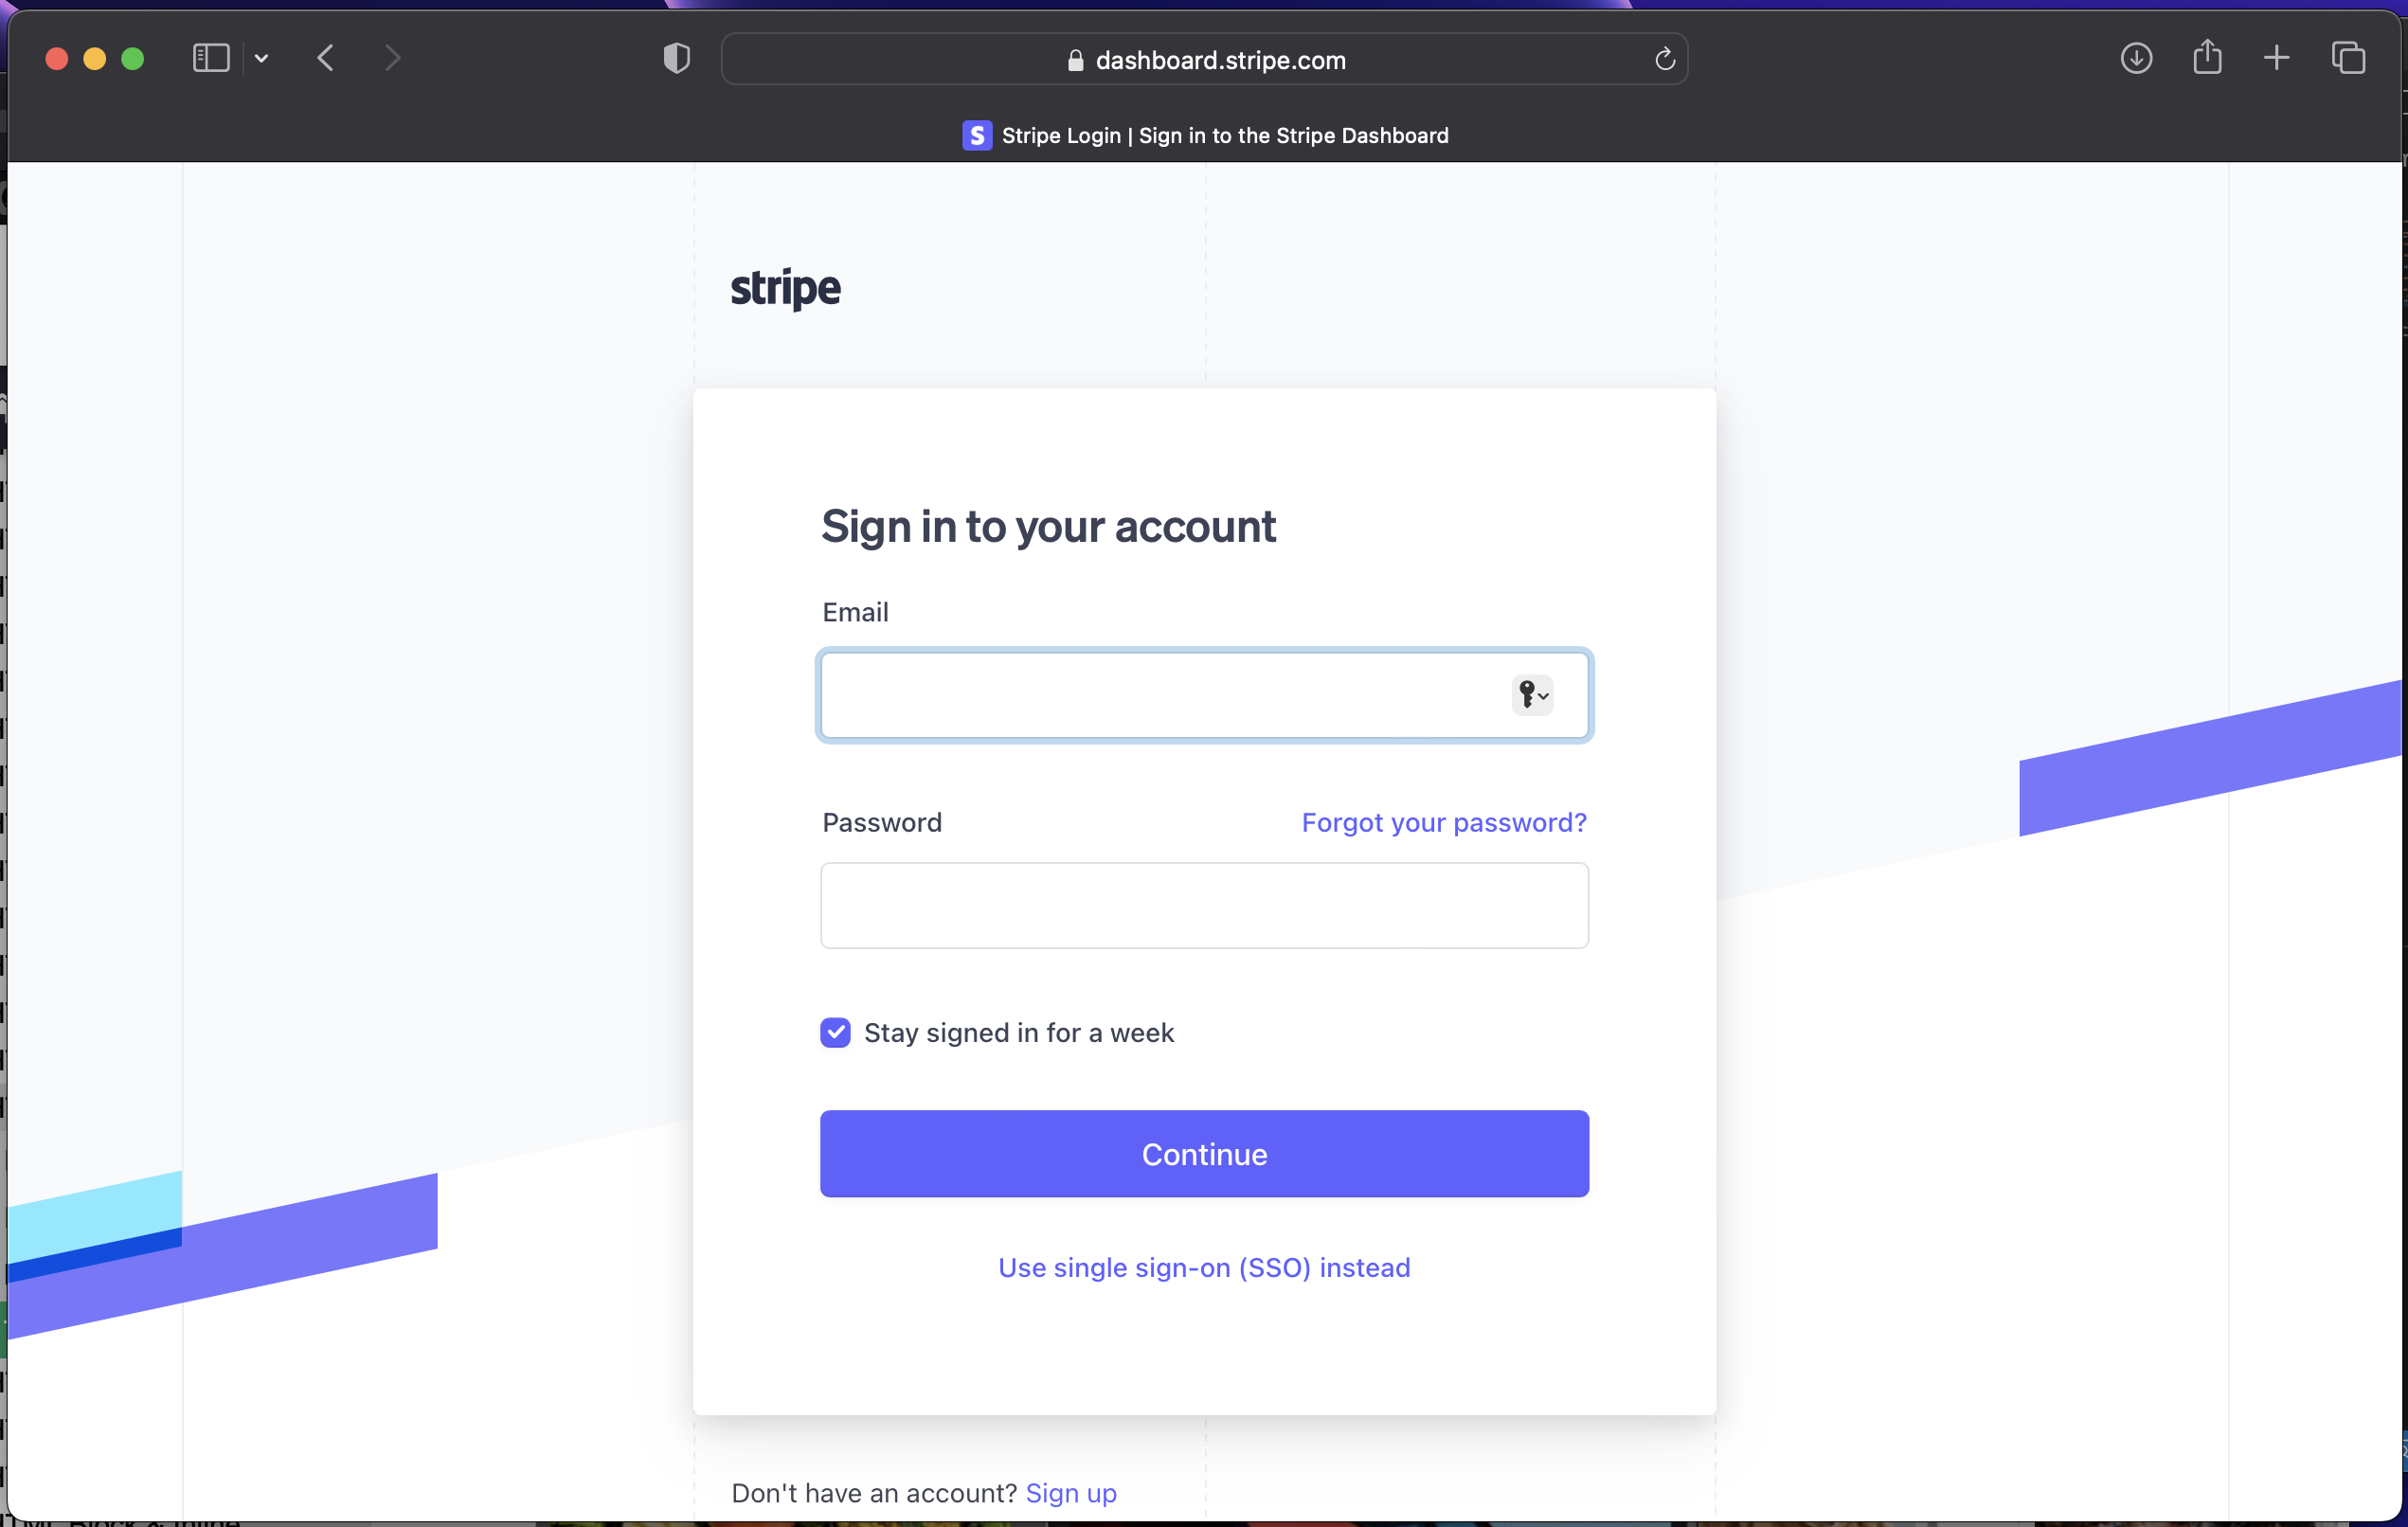 dashboard.stripe.com
S Stripe Login | Sign in to the Stripe Dashboard
stripe
Sign in to your account
Email
Password
Forgot your password?
Stay signed in for a week
Continue
Use single sign-on (SSO) instead
Don't have an account? Sign up